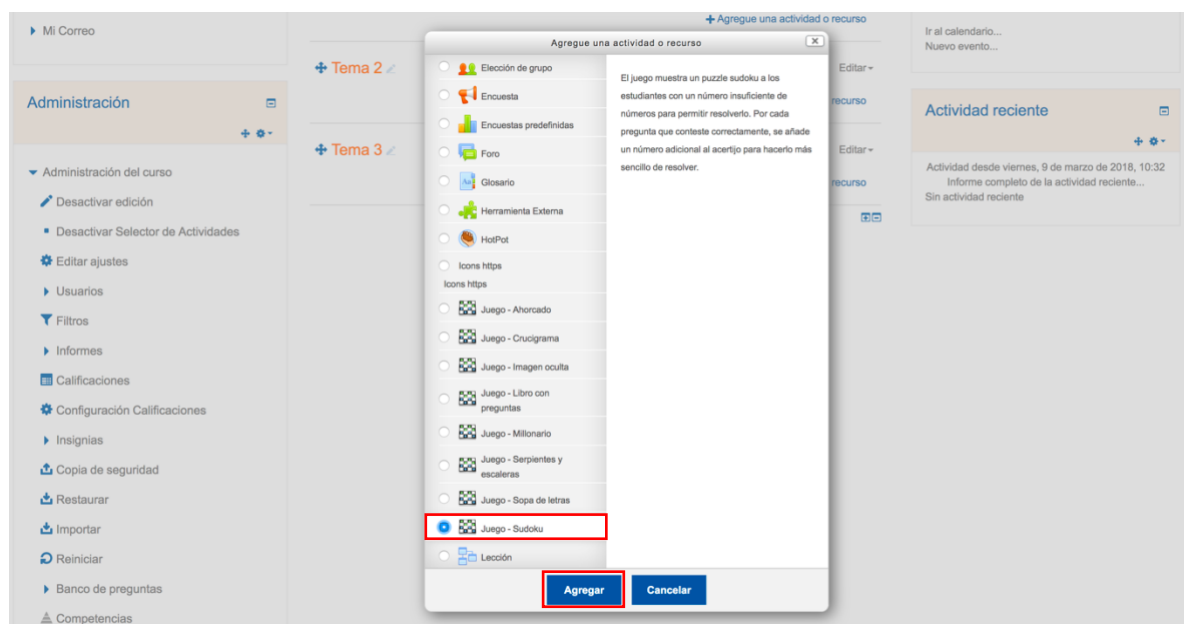 Mi Correo
Administración
Administración del curso
Desactivar edición
Desactivar Selector de Actividades
Editar ajustes
Usuarios
Filtros
Informes
Calificaciones
Configuración Calificaciones
Insignias
Copia de seguridad
Restaurar
Importar
Reiniciar
Banco de preguntas
Competencias
Agregue una actividad o recurso
Tema 2
Editar
recurso
Tema 3
Editar
recurso
Agregue una actividad o recurso
Elección de grupo
Encuesta
Encuestas predefinidas
Foro
Glosario
Herramienta Externa
HotPot
Icons https
Icons https
Juego - Ahorcado
Juego - Crucigrama
Juego - Imagen oculta
Juego - Libro con
preguntas
Juego - Millonario
Juego - Serpientes y
escaleras
Juego - Sopa de letras
Juego - Sudoku
Lección
El juego muestra un puzzle sudoku a los
estudiantes con un número insuficiente de
números para permitir resolverlo. Por cada
pregunta que conteste correctamente, se añade
un número adicional al acertijo para hacerlo más
sencillo de resolver.
Agregar
Cancelar
Ir al calendario...
Nuevo evento...
Actividad reciente
Actividad desde viernes, 9 de marzo de 2018, 10:32
Informe completo de la actividad reciente...
Sin actividad reciente